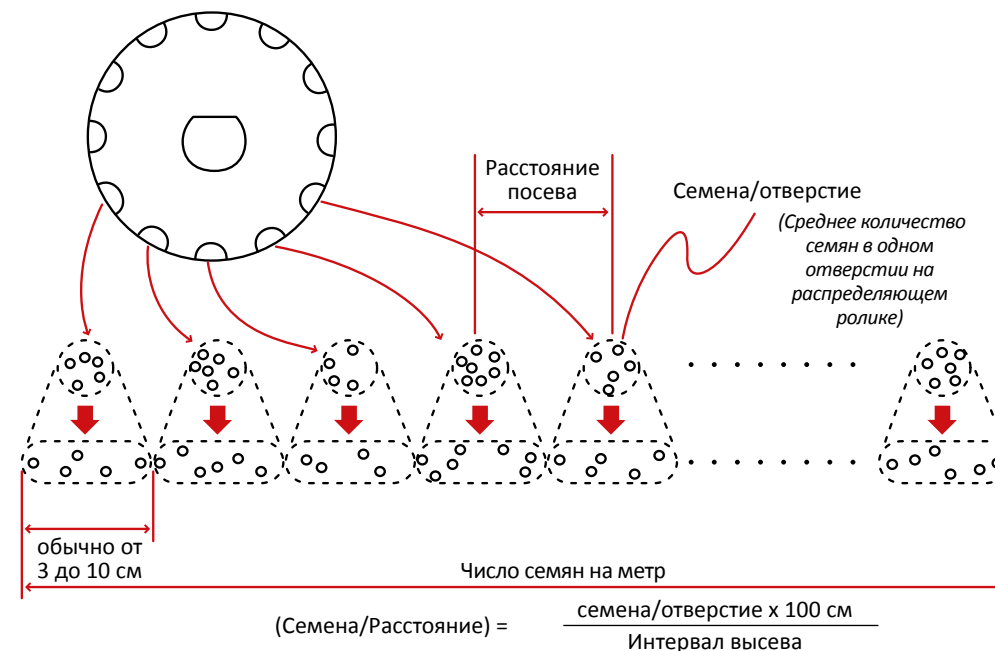 Расстояние
посева
Семена/отверстие
(Среднее количество
семян в одном
отверстии на
распределяющем
ролике)
обычно от
3 до 10 см
Число семян на метр
(Семена/Расстояние) =
семена/отверстие x 100 см
Интервал высева